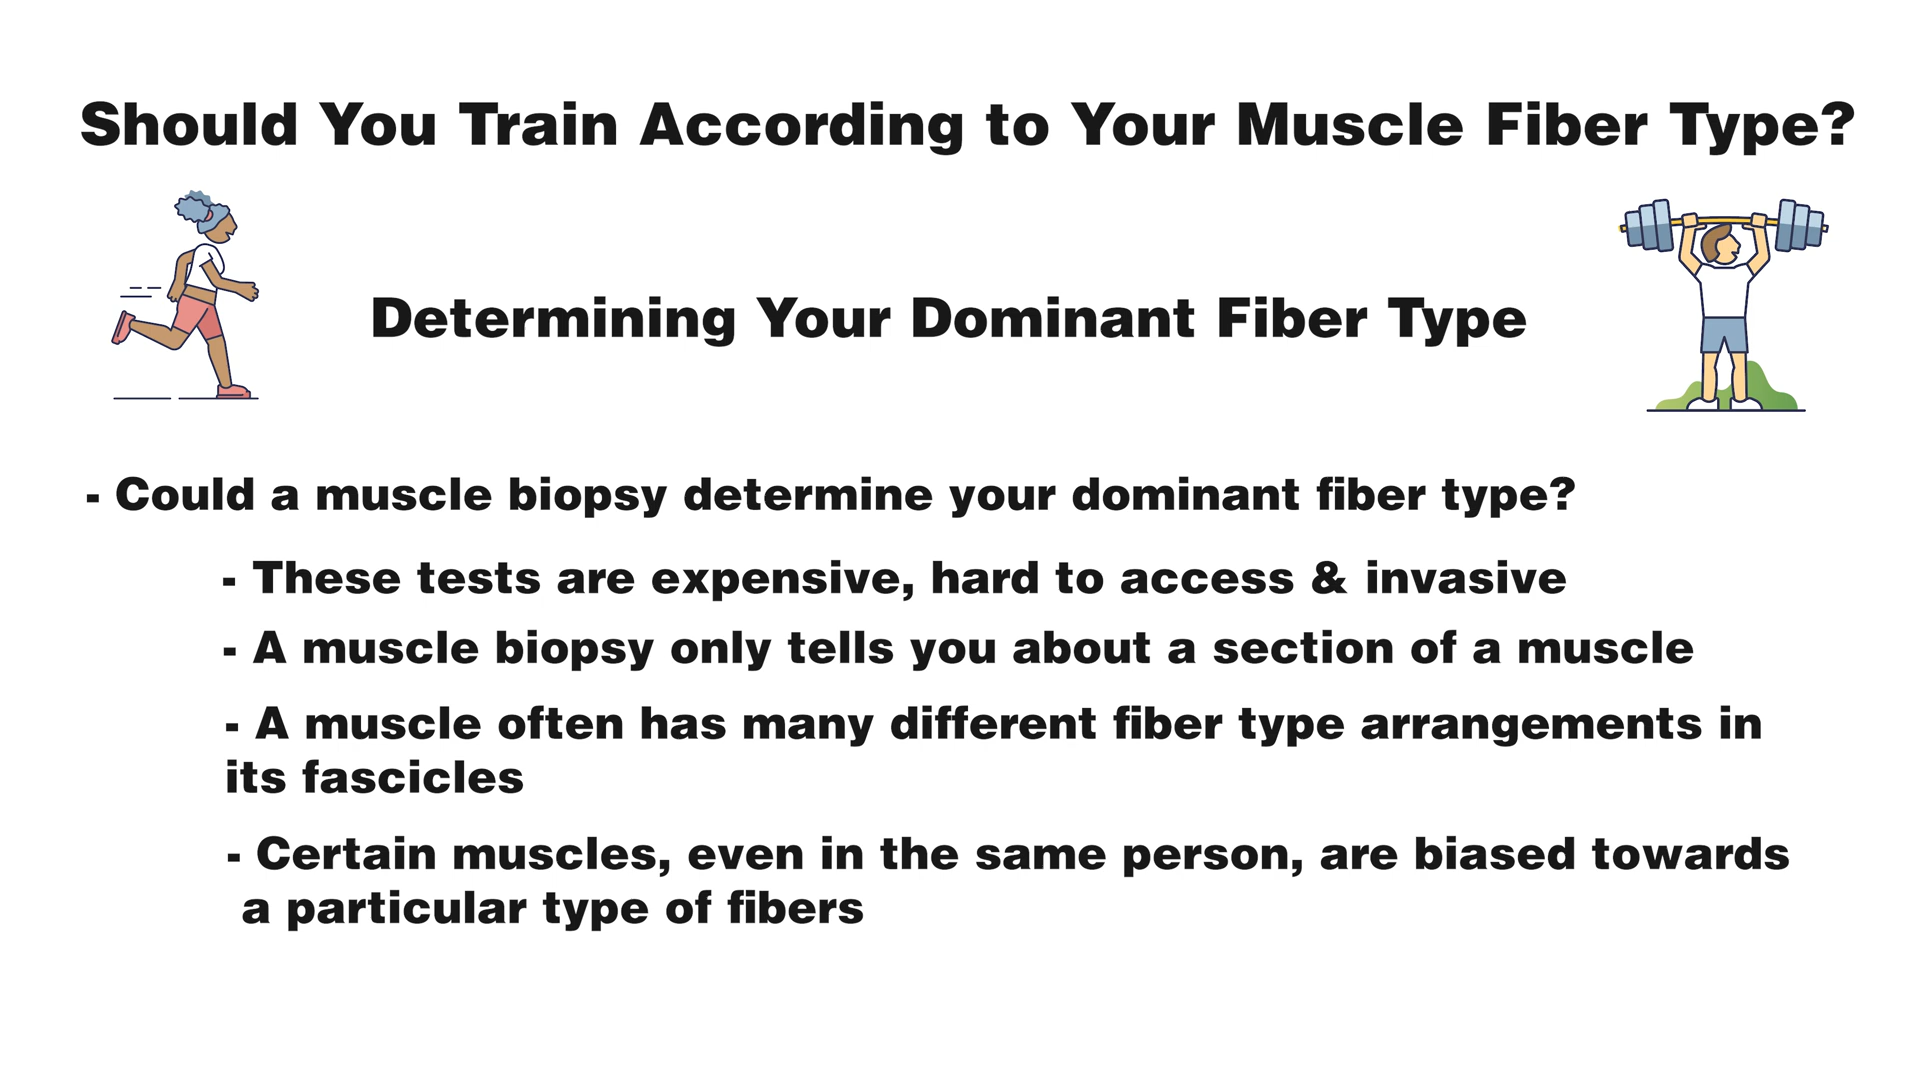 Should You Train According to Your Muscle Fiber Type?
Determining Your Dominant Fiber Type
- Could a muscle biopsy determine your dominant fiber type?
- These tests are expensive, hard to access & invasive
- A muscle biopsy only tells you about a section of a muscle
- A muscle often has many different fiber type arrangements in
its fascicles
- Certain muscles, even in the same person, are biased towards
a particular type of fibers